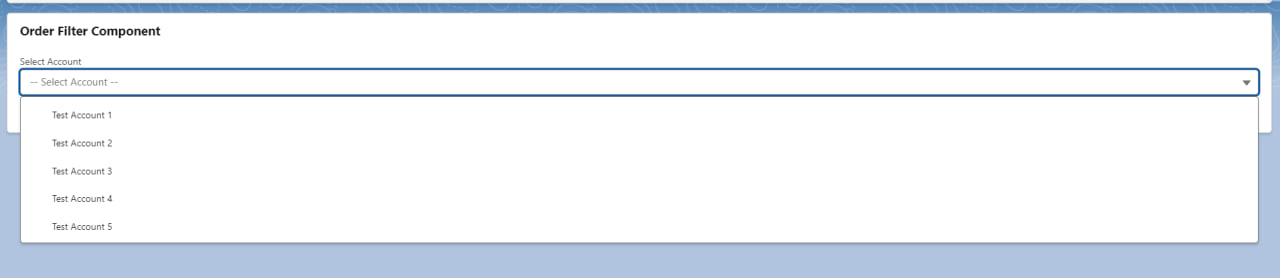 Order Filter Component
Select Account
-- Select Account --
Test Account 1
Test Account 2
Test Account 3
Test Account 4
Test Account 5